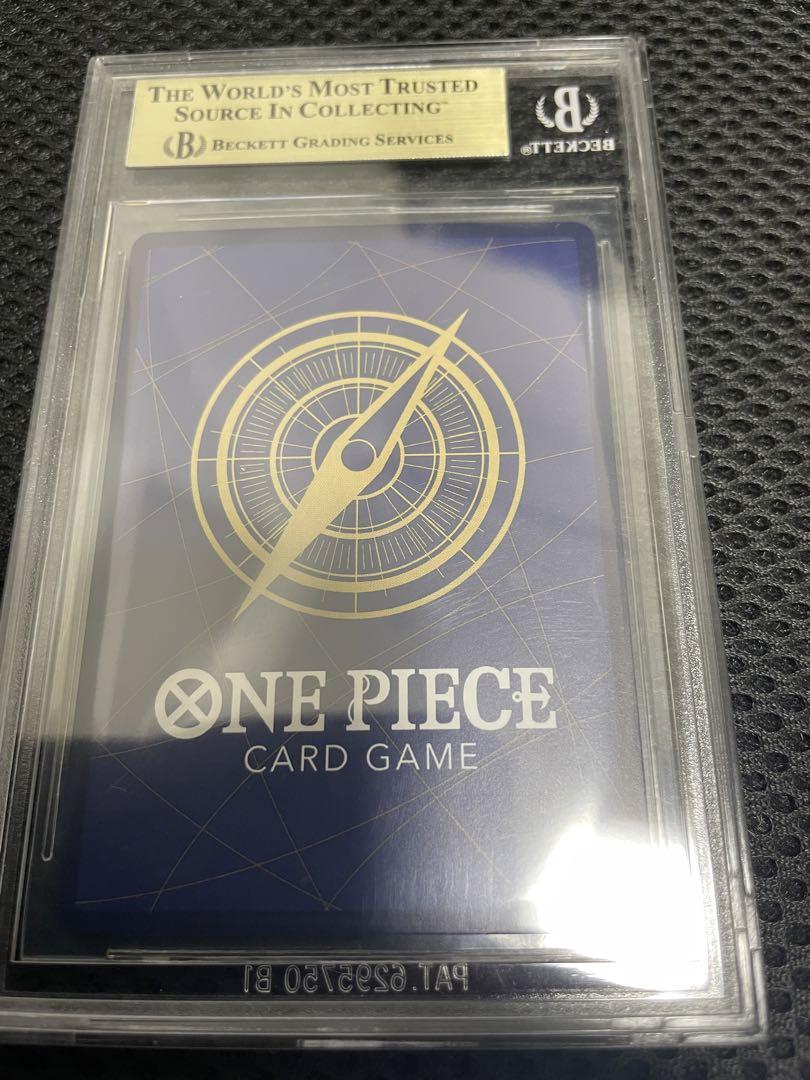 THE WORLD'S MOST TRUSTED
SOURCE IN COLLECTING™
B BECKETT GRADING SERVICES
B
BECKETT®
ONE PIECE
CARD GAME
PAT.6295750 B1